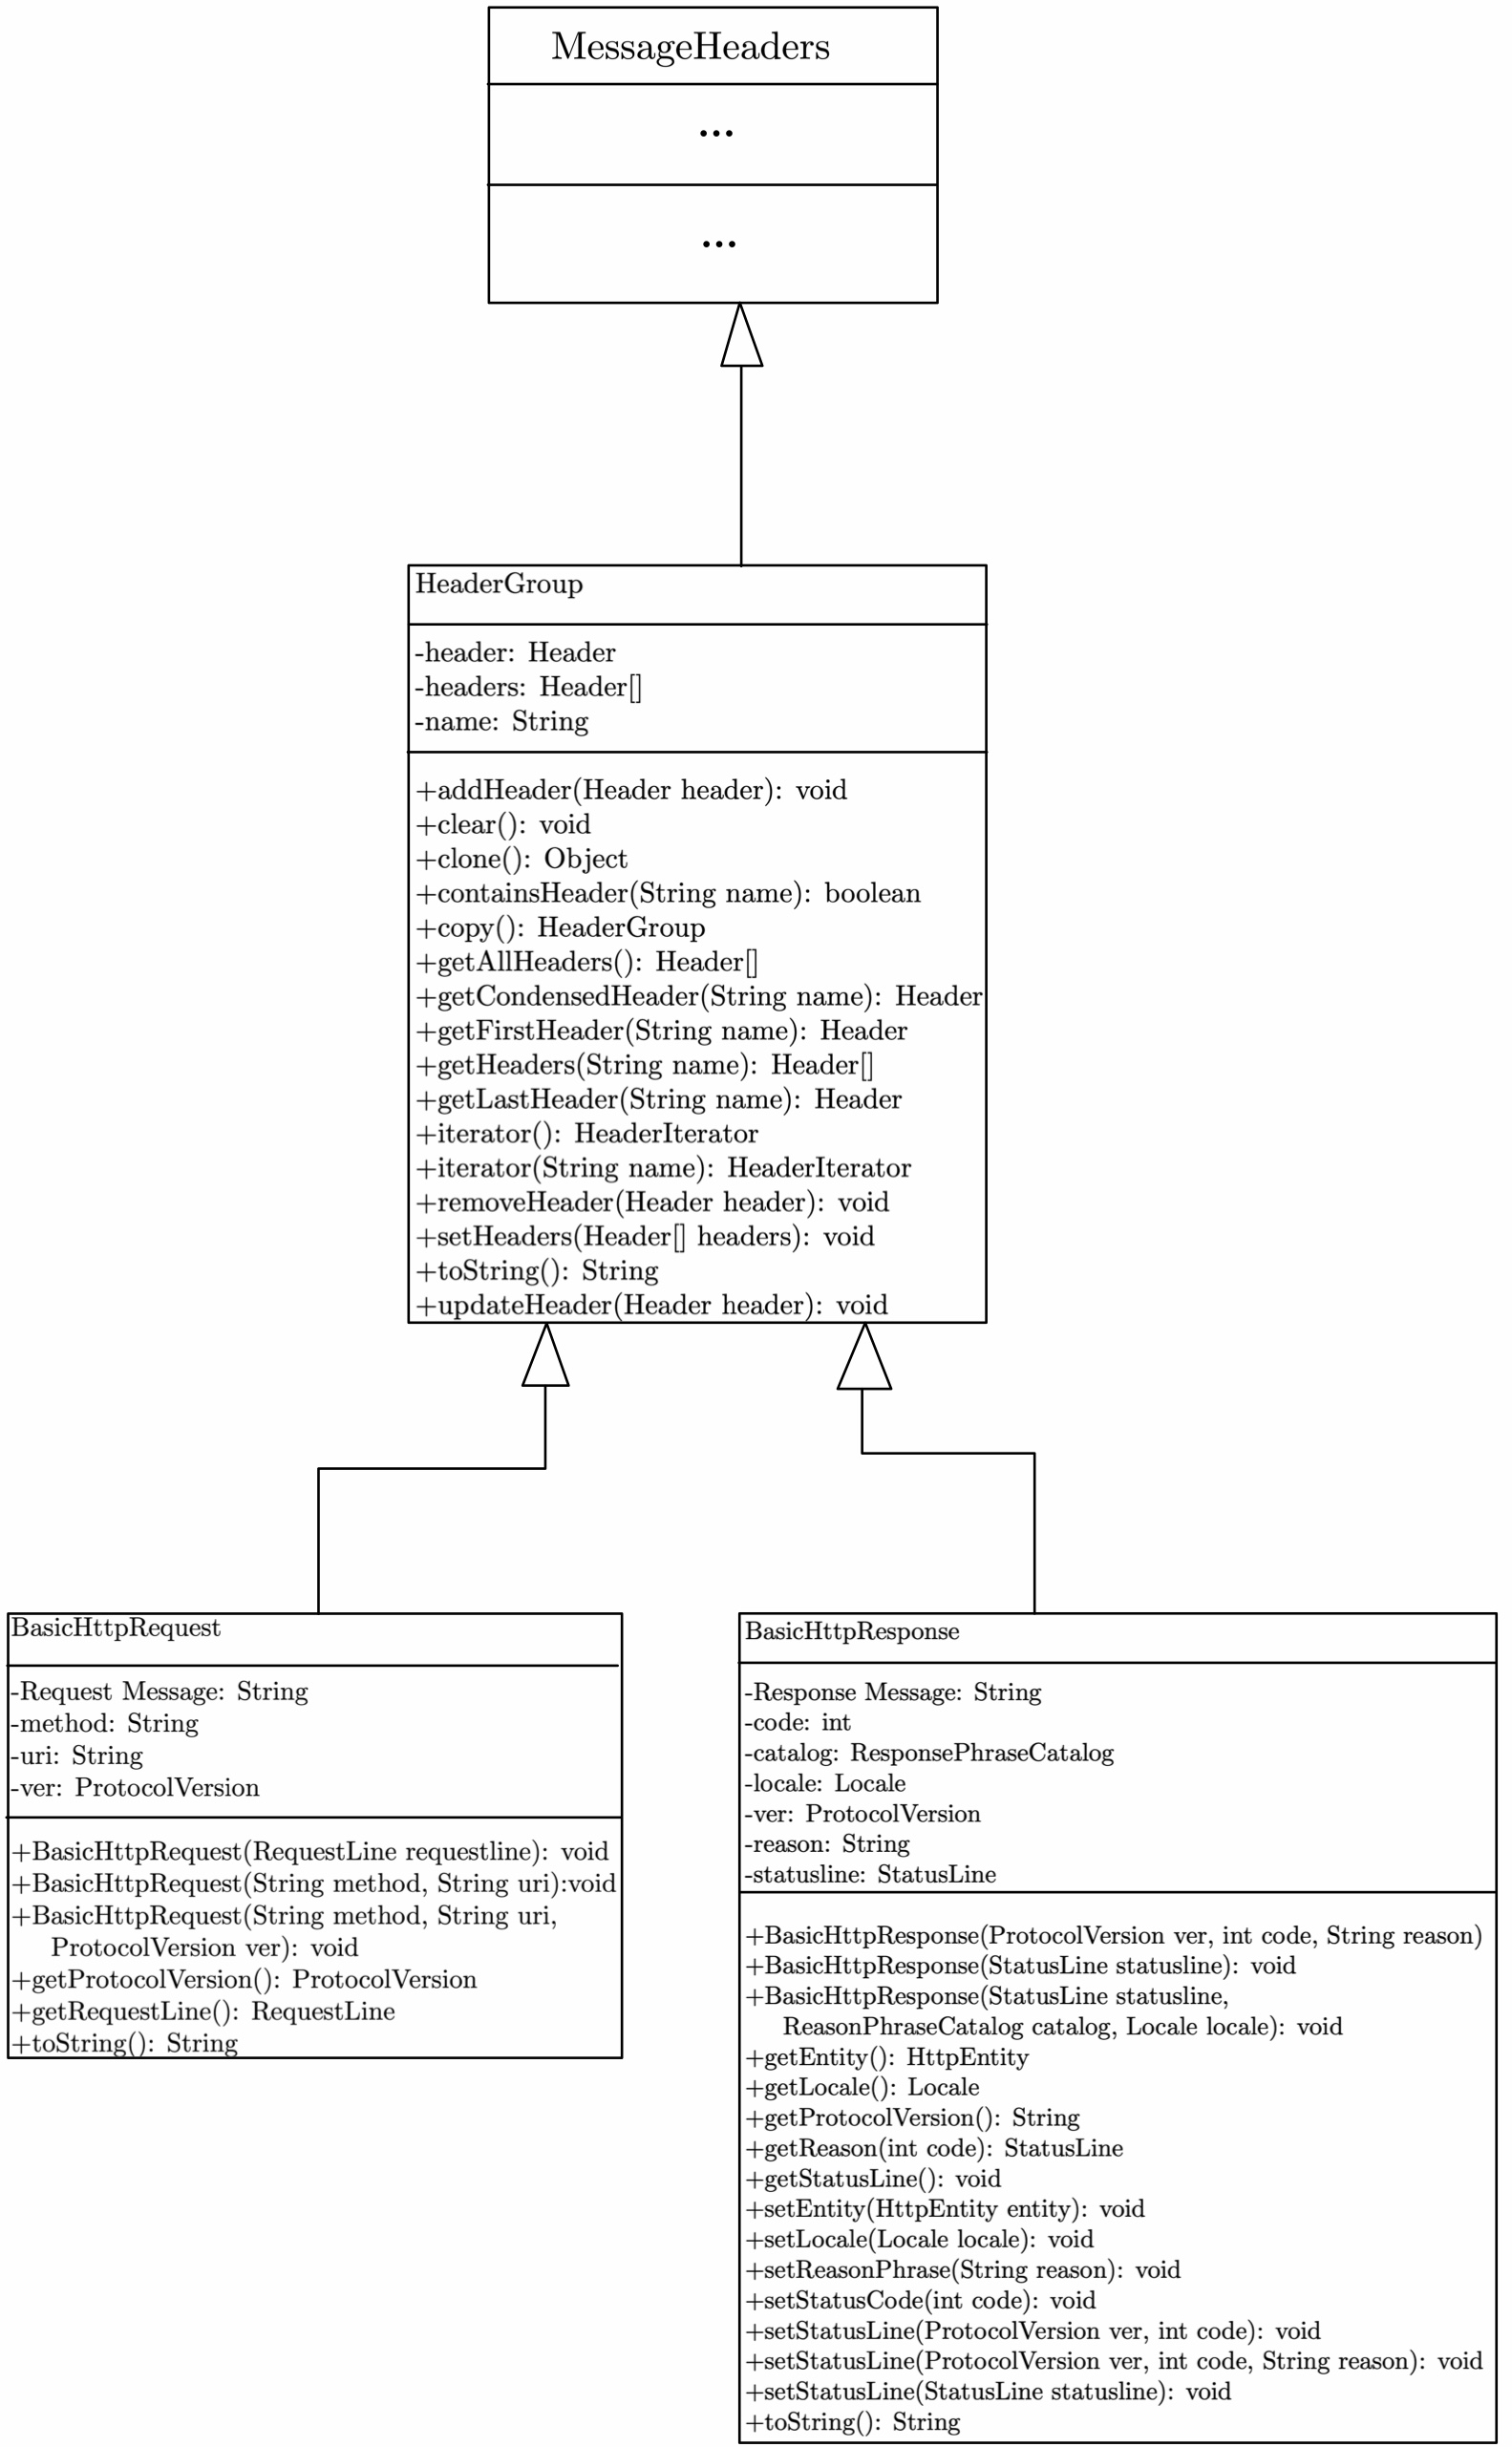 MessageHeaders
...
...
HeaderGroup
-header: Header
-headers: Header[]
-name: String
+addHeader(Header header): void
+clear(): void
+clone(): Object
+containsHeader(String name): boolean
+copy(): HeaderGroup
+getAllHeaders(): Header[]
+getCondensedHeader(String name): Header
+getFirstHeader(String name): Header
+getHeaders(String name): Header[]
+getLastHeader(String name): Header
+iterator(): HeaderIterator
+iterator(String name): HeaderIterator
+removeHeader(Header header): void
+setHeaders(Header[] headers): void
+toString(): String
+updateHeader(Header header): void
BasicHttpRequest
-Request Message: String
-method: String
-uri: String
-ver: ProtocolVersion
+BasicHttpRequest(RequestLine requestline): void
+BasicHttpRequest(String method, String uri):void
+BasicHttpRequest(String method, String uri,
ProtocolVersion ver): void
+getProtocolVersion(): ProtocolVersion
+getRequestLine(): RequestLine
+toString(): String
BasicHttpResponse
-Response Message: String
-code: int
-catalog: ResponsePhraseCatalog
-locale: Locale
-ver: ProtocolVersion
-reason: String
-statusline: StatusLine
+BasicHttpResponse(ProtocolVersion ver, int code, String reason)
+BasicHttpResponse(StatusLine statusline): void
+BasicHttpResponse(StatusLine statusline,
ReasonPhraseCatalog catalog, Locale locale): void
+getEntity(): HttpEntity
+getLocale(): Locale
+getProtocolVersion(): String
+getReason(int code): StatusLine
+getStatusLine(): void
+setEntity(HttpEntity entity): void
+setLocale(Locale locale): void
+setReasonPhrase(String reason): void
+setStatusCode(int code): void
+setStatusLine(ProtocolVersion ver, int code): void
+setStatusLine(ProtocolVersion ver, int code, String reason): void
+setStatusLine(StatusLine statusline): void
+toString(): String